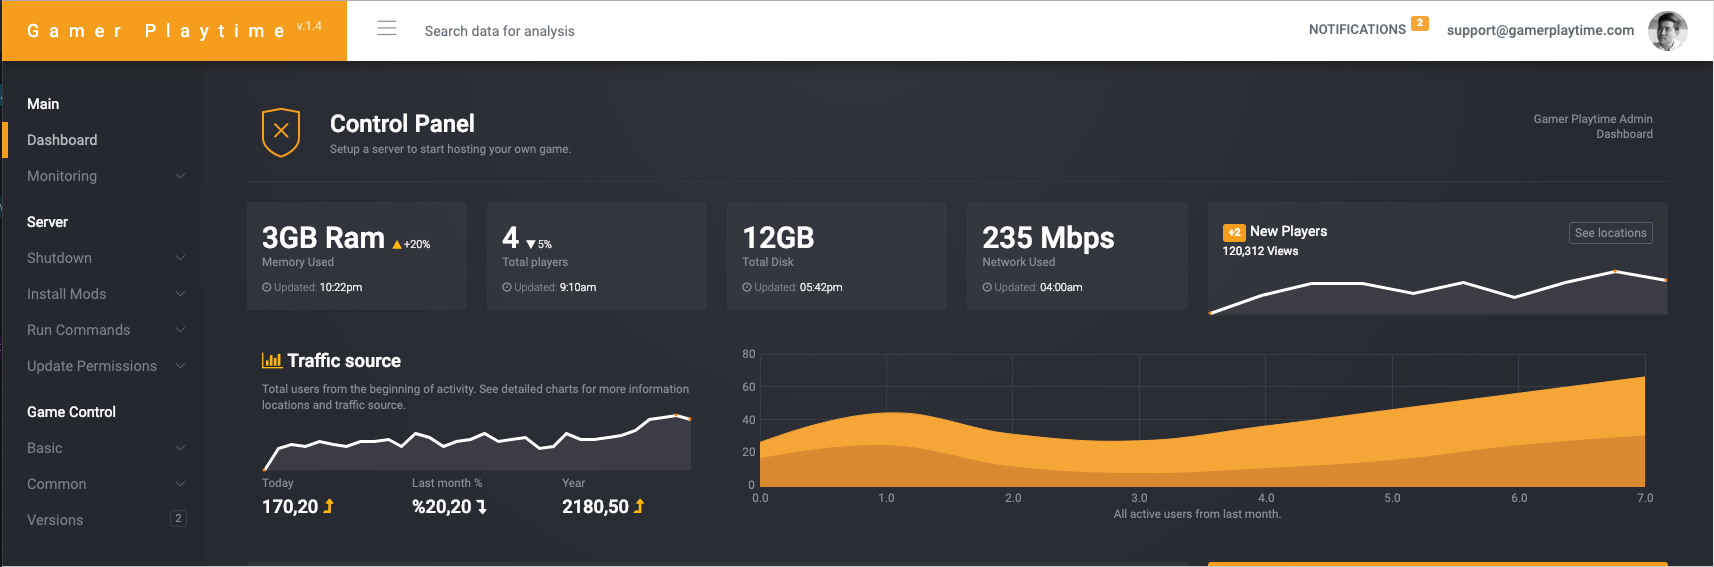 Gamer Playtime v.1.4
Search data for analysis
NOTIFICATIONS 2
support@gamerplaytime.com
Main
Dashboard
Monitoring
Server
Shutdown
Install Mods
Run Commands
Update Permissions
Game Control
Basic
Common
Versions 2
Control Panel
Setup a server to start hosting your own game.
Gamer Playtime Admin
Dashboard
3GB Ram +20%
Memory Used
Updated: 10:22pm
4 5%
Total players
Updated: 9:10am
12GB
Total Disk
Updated: 05:42pm
235 Mbps
Network Used
Updated: 04:00am
+2 New Players
120,312 Views
See locations
Traffic source
Total users from the beginning of activity. See detailed charts for more information
locations and traffic source.
Today
170,20
Last month %
%20,20
Year
2180,50
80
60
40
20
0
0.0 1.0 2.0 3.0 4.0 5.0 6.0 7.0
All active users from last month.